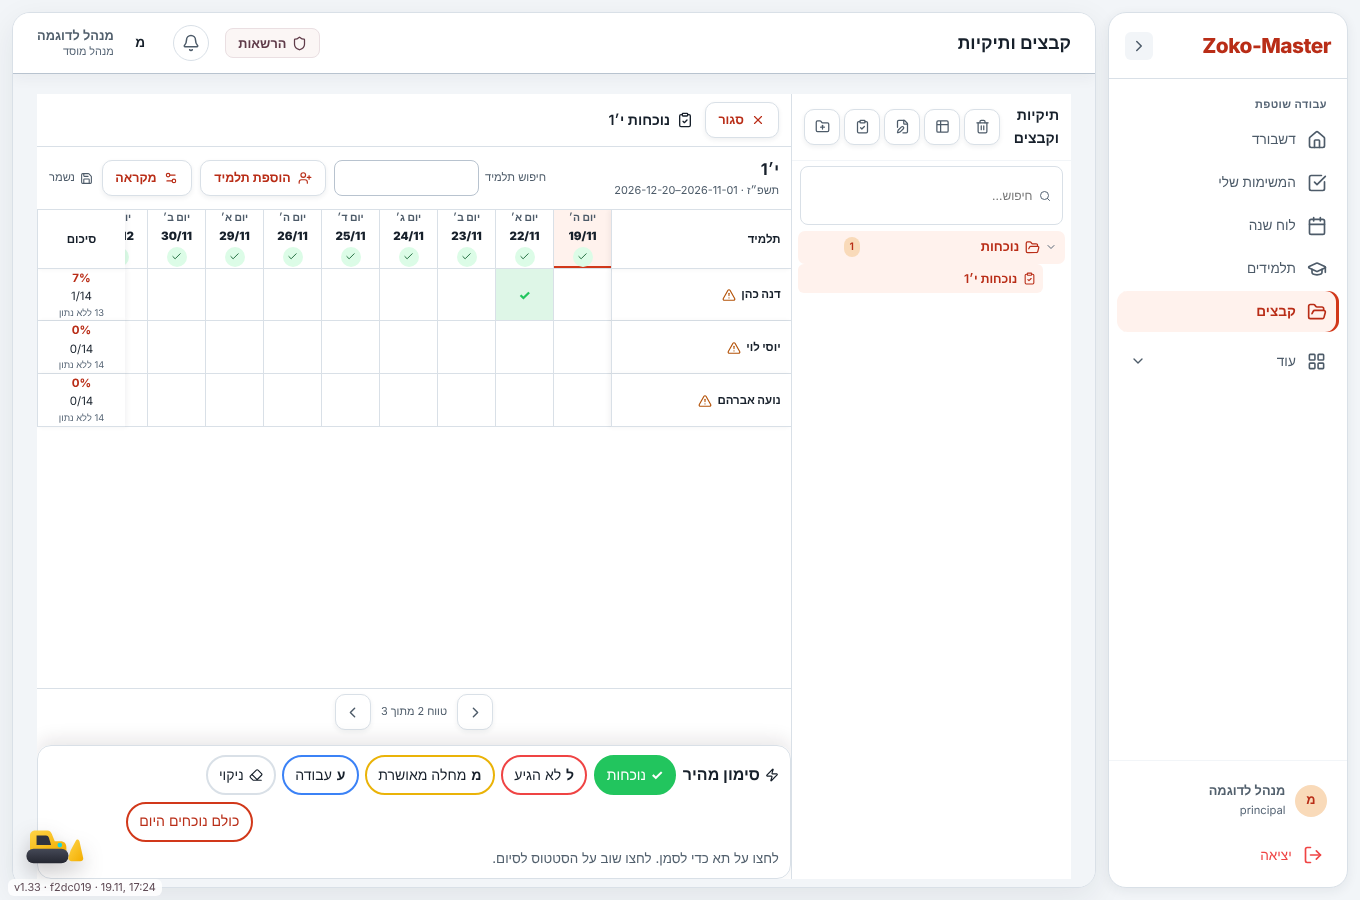 Zoko-Master
עבודה שוטפת
דשבורד
המשימות שלי
לוח שנה
תלמידים
קבצים
עוד
מנהל לדוגמה
מ
principal
יציאה
קבצים ותיקיות
הרשאות
מ
מנהל לדוגמה
מנהל מוסד
תיקיות וקבצים
חיפוש...
נוכחות
1
נוכחות י׳1
סגור
נוכחות י׳1
י׳1
תשפ״ז · 2026-11-01–2026-12-20
חיפוש תלמיד
הוספת תלמיד
מקראה
נשמר
תלמיד
יום ה׳ 19/11
יום א׳ 22/11
יום ב׳ 23/11
יום ג׳ 24/11
יום ד׳ 25/11
יום ה׳ 26/11
יום א׳ 29/11
יום ב׳ 30/11
סיכום
דנה כהן
7%
1/14
13 ללא נתון
יוסי לוי
0%
0/14
14 ללא נתון
נועה אברהם
0%
0/14
14 ללא נתון
טווח 2 מתוך 3
סימון מהיר
נוכחות
ל לא הגיע
מ מחלה מאושרת
ע עבודה
ניקוי
כולם נוכחים היום
לחצו על תא כדי לסמן. לחצו שוב על הסטטוס לסיום.
v1.33 · f2dc019 · 19.11, 17:24